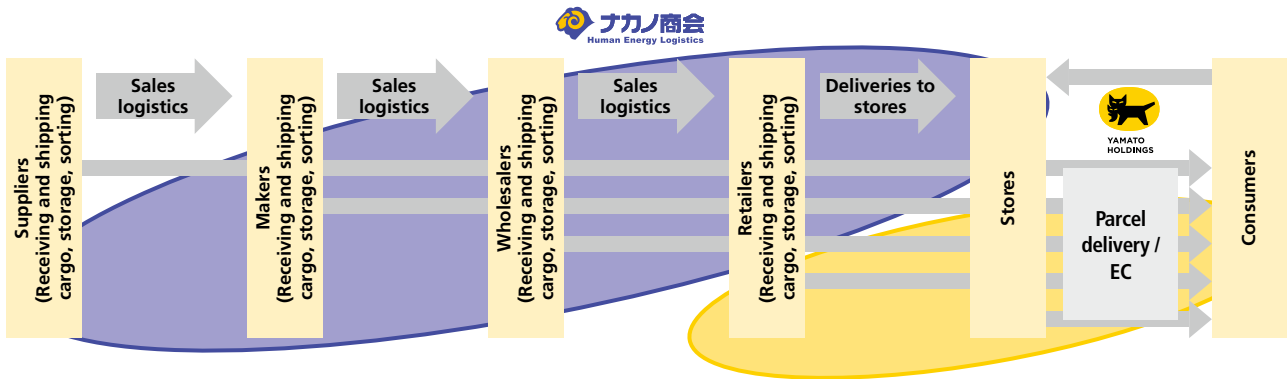 ナカノ商会
Human Energy Logistics
Suppliers
(Receiving and shipping
cargo, storage, sorting)
Sales
logistics
Makers
(Receiving and shipping
cargo, storage, sorting)
Sales
logistics
Wholesalers
(Receiving and shipping
cargo, storage, sorting)
Sales
logistics
Retailers
(Receiving and shipping
cargo, storage, sorting)
Deliveries to
stores
Stores
YAMATO
HOLDINGS
Parcel
delivery /
EC
Consumers